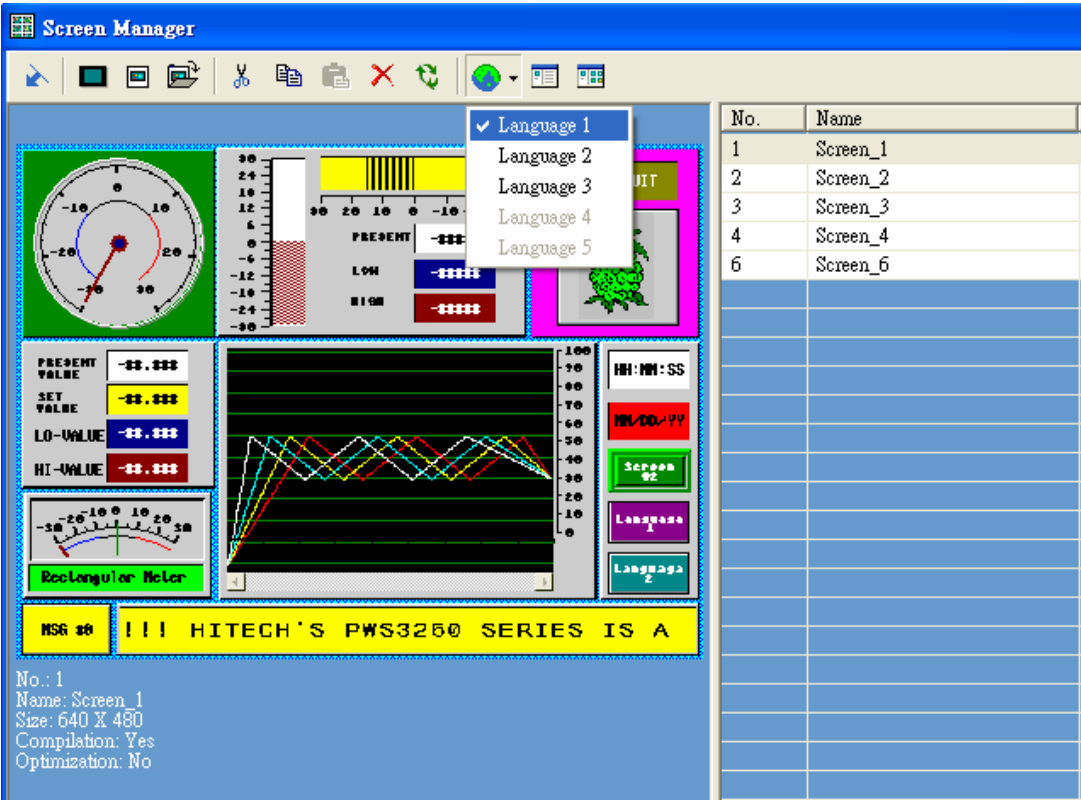 Screen Manager
No. Name
Language 1
Language 2
Language 3
Language 4
Language 5
1 Screen_1
2 Screen_2
3 Screen_3
4 Screen_4
6 Screen_6
0
-10 10
-20 20
-30 30
30
24
18
12
6
0
-6
-12
-18
-24
-30
30 20 10 0 -10
UIT
PRESENT
LOW -#####
HIGH -#####
PRESENT VALUE -##.###
SET VALUE -##.###
LO-VALUE -##.###
HI-VALUE -##.###
100
90
80
70
60
50
40
30
20
10
0
HH:MM:SS
MM/DD/YY
Screen
#2
Language
1
Language
2
-30 -20 -10 0 10 20 30
Rectangular Meter
MSG #0 !!! HITECH'S PWS3260 SERIES IS A
No.: 1
Name: Screen_1
Size: 640 X 480
Compilation: Yes
Optimization: No